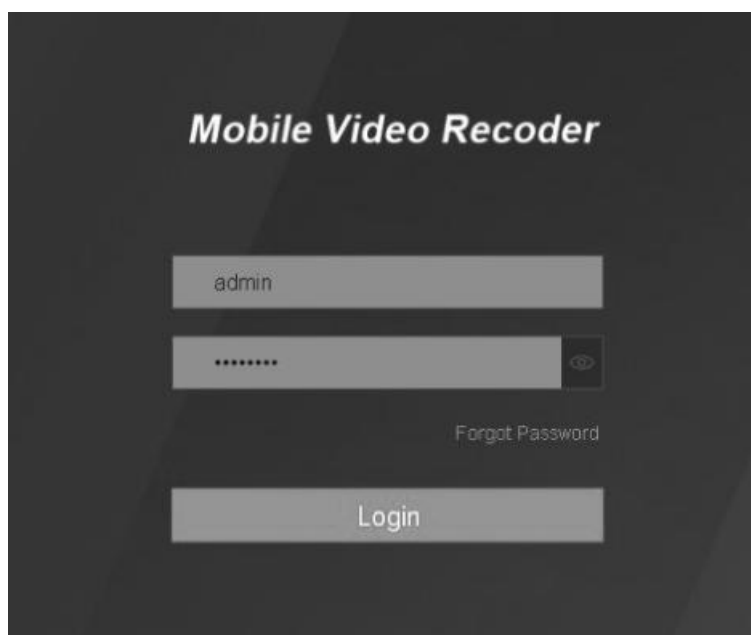 Mobile Video Recoder
admin
••••••••
Forgot Password
Login